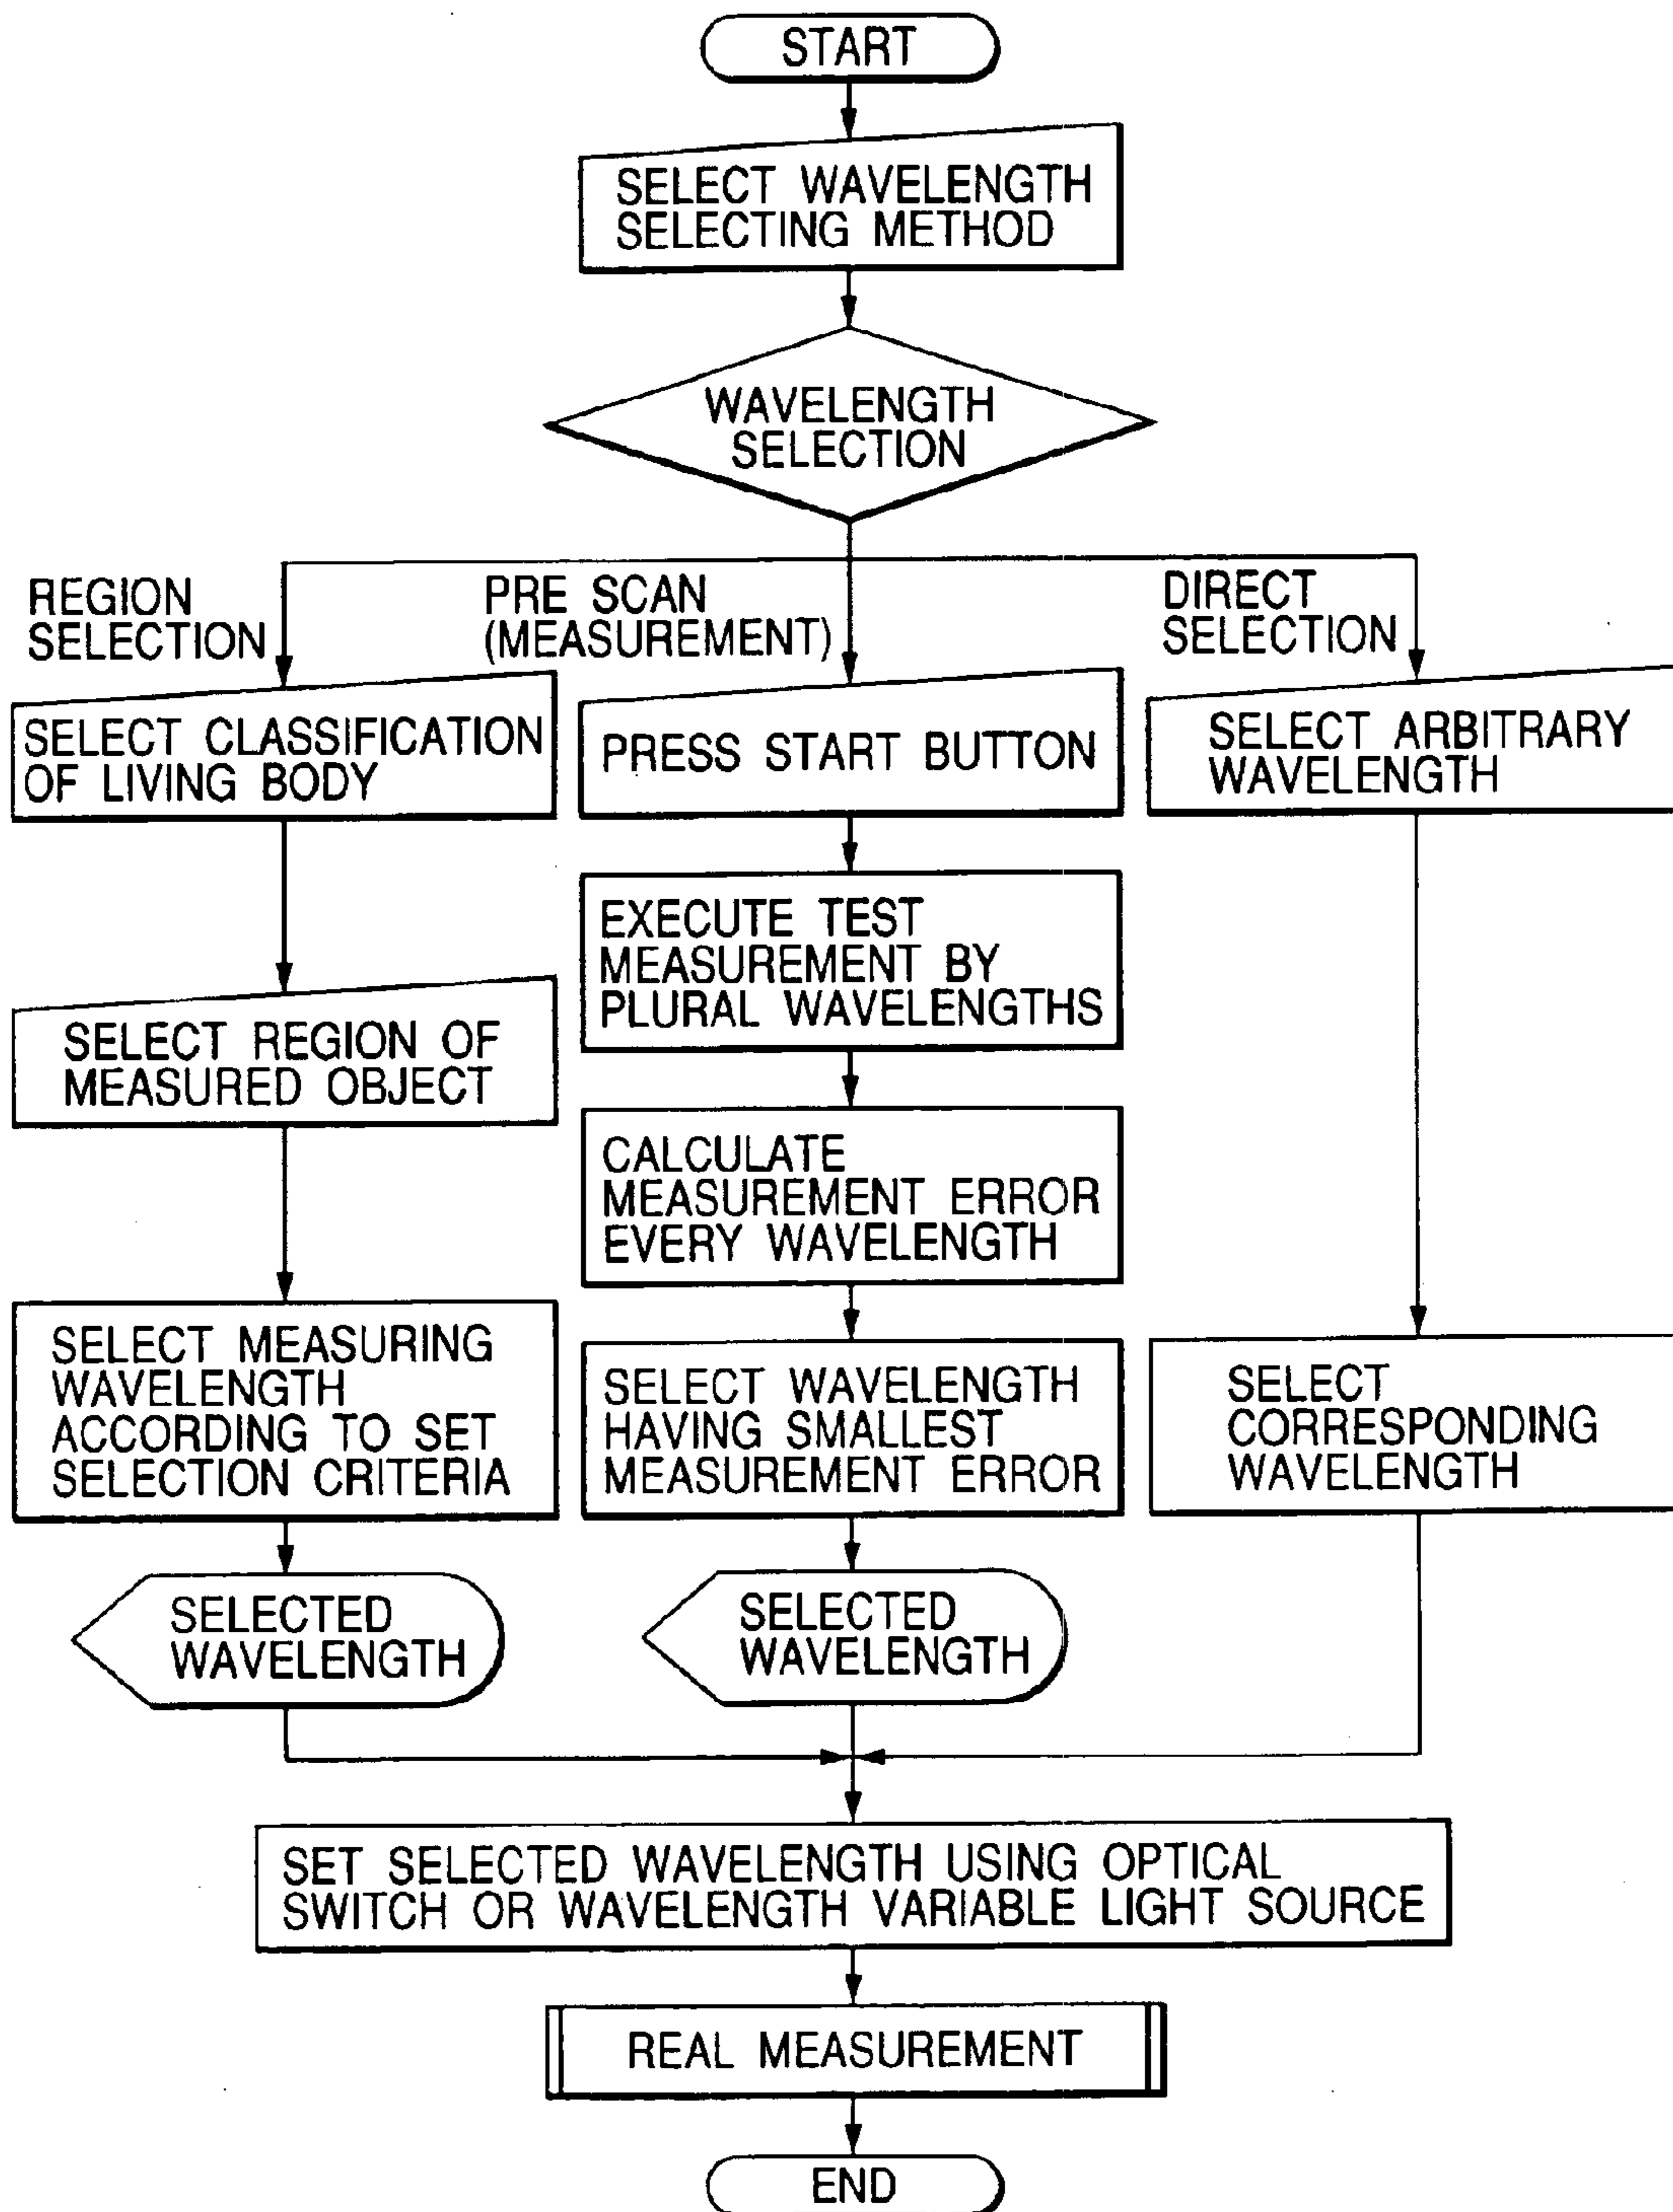 START
SELECT WAVELENGTH
SELECTING METHOD
WAVELENGTH
SELECTION
REGION
SELECTION
PRE SCAN
(MEASUREMENT)
DIRECT
SELECTION
SELECT CLASSIFICATION
OF LIVING BODY
PRESS START BUTTON
SELECT ARBITRARY
WAVELENGTH
EXECUTE TEST
MEASUREMENT BY
PLURAL WAVELENGTHS
SELECT REGION OF
MEASURED OBJECT
CALCULATE
MEASUREMENT ERROR
EVERY WAVELENGTH
SELECT MEASURING
WAVELENGTH
ACCORDING TO SET
SELECTION CRITERIA
SELECT WAVELENGTH
HAVING SMALLEST
MEASUREMENT ERROR
SELECT
CORRESPONDING
WAVELENGTH
SELECTED
WAVELENGTH
SELECTED
WAVELENGTH
SET SELECTED WAVELENGTH USING OPTICAL
SWITCH OR WAVELENGTH VARIABLE LIGHT SOURCE
REAL MEASUREMENT
END